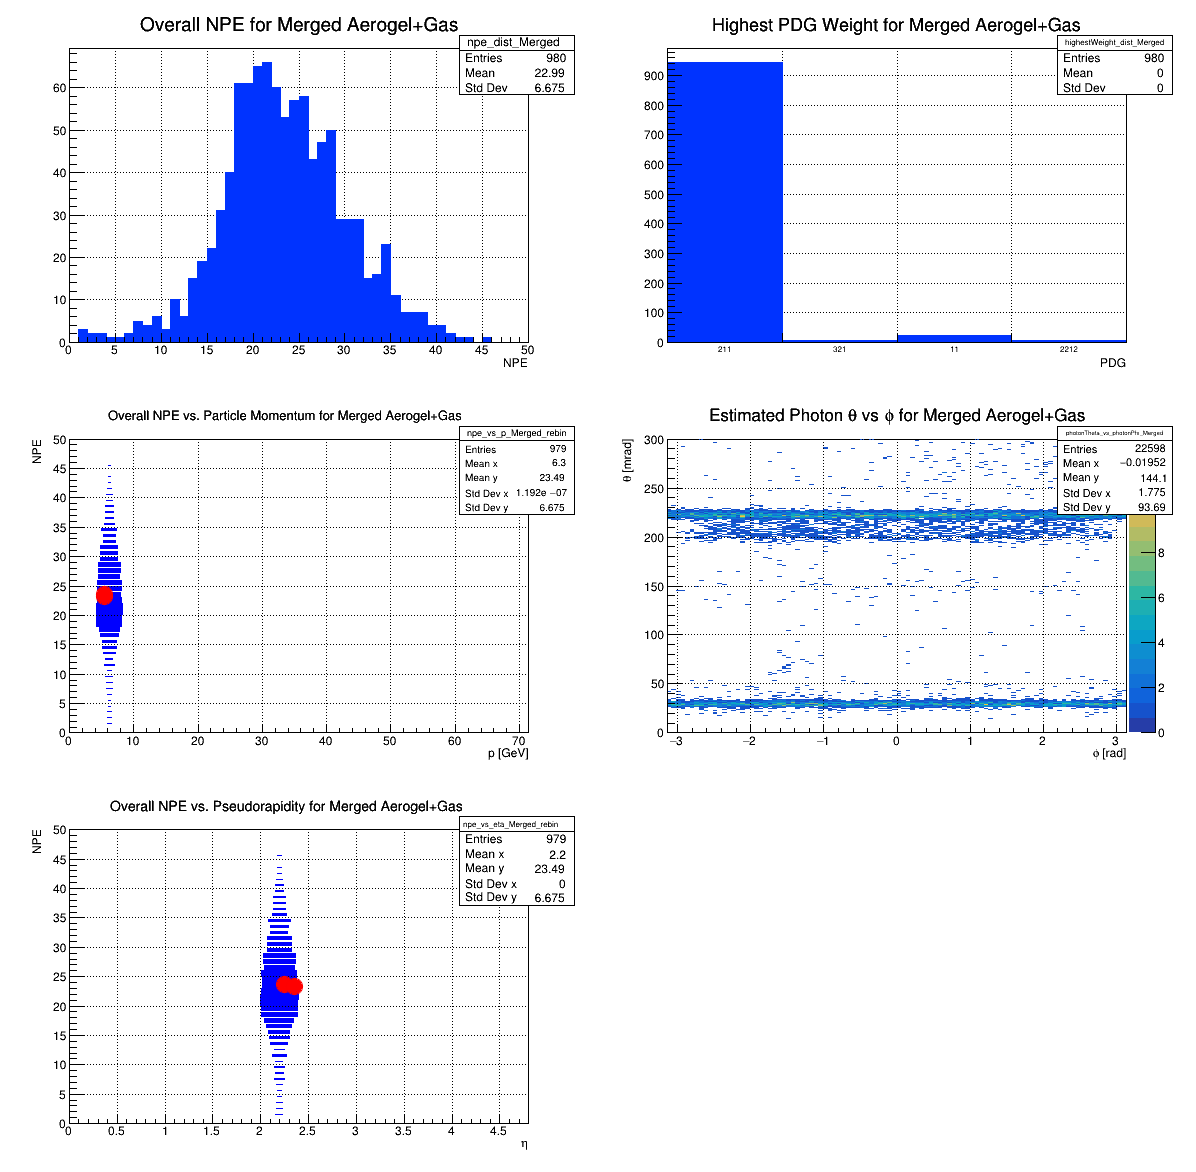 Overall NPE for Merged Aerogel+Gas
npe_dist_Merged
Entries 980
Mean 22.99
Std Dev 6.675
60
50
40
30
20
10
0
0 5 10 15 20 25 30 35 40 45 50
NPE
Highest PDG Weight for Merged Aerogel+Gas
highestWeight_dist_Merged
Entries 980
Mean 0
Std Dev 0
900
800
700
600
500
400
300
200
100
0
211 321 11 2212
PDG
Overall NPE vs. Particle Momentum for Merged Aerogel+Gas
npe_vs_p_Merged_rebin
Entries 979
Mean x 6.3
Mean y 23.49
Std Dev x 1.192e −07
Std Dev y 6.675
NPE
50
45
40
35
30
25
20
15
10
5
0
0 10 20 30 40 50 60 70
p [GeV]
Estimated Photon θ vs ϕ for Merged Aerogel+Gas
photonTheta_vs_photonPhi_Merged
Entries 22598
Mean x −0.01952
Mean y 144.1
Std Dev x 1.775
Std Dev y 93.69
θ [mrad]
300
250
200
150
100
50
0
−3 −2 −1 0 1 2 3
ϕ [rad]
8
6
4
2
0
Overall NPE vs. Pseudorapidity for Merged Aerogel+Gas
npe_vs_eta_Merged_rebin
Entries 979
Mean x 2.2
Mean y 23.49
Std Dev x 0
Std Dev y 6.675
NPE
50
45
40
35
30
25
20
15
10
5
0
0 0.5 1 1.5 2 2.5 3 3.5 4 4.5
η